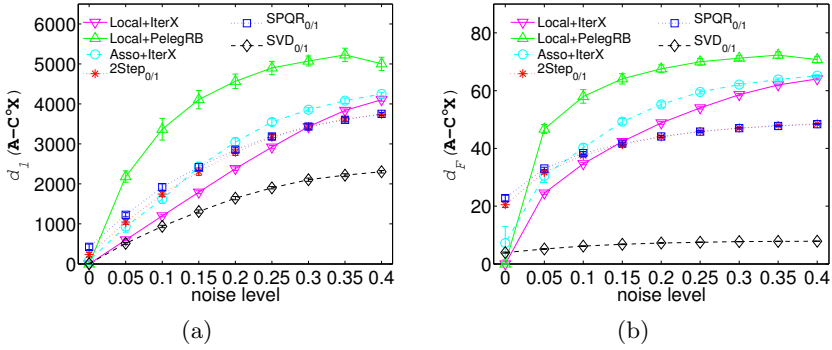 Local+IterX
Local+PelegRB
Asso+IterX
2Step0/1
SPQR0/1
SVD0/1
d1 (A−C°X)
6000
5000
4000
3000
2000
1000
0
0 0.05 0.1 0.15 0.2 0.25 0.3 0.35 0.4
noise level
(a)
Local+IterX
Local+PelegRB
Asso+IterX
2Step0/1
SPQR0/1
SVD0/1
dF (A−C°X)
80
60
40
20
0
0 0.05 0.1 0.15 0.2 0.25 0.3 0.35 0.4
noise level
(b)